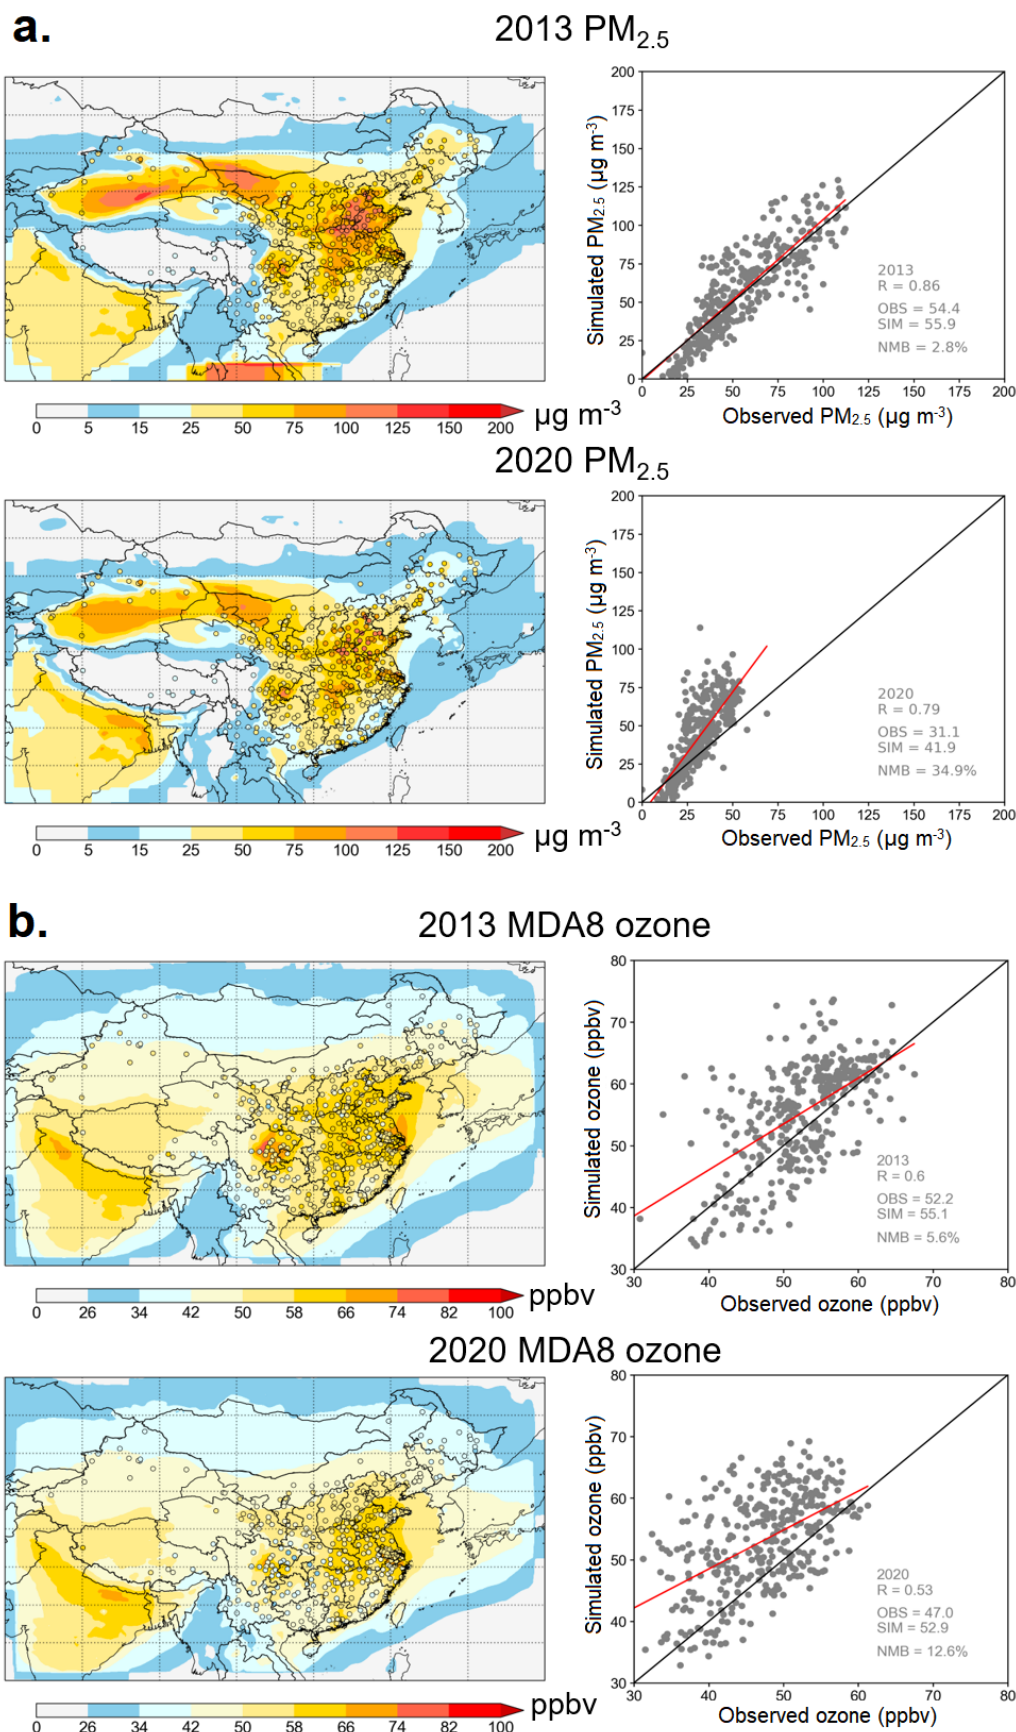 a.
2013 PM2.5
200
175
150
125
100
75
50
25
0
Simulated PM2.5 (µg m-3)
2013
R = 0.86
OBS = 54.4
SIM = 55.9
NMB = 2.8%
0 25 50 75 100 125 150 175 200
Observed PM2.5 (µg m-3)
0 5 15 25 50 75 100 125 150 200
µg m-3
2020 PM2.5
200
175
150
125
100
75
50
25
0
Simulated PM2.5 (µg m-3)
2020
R = 0.79
OBS = 31.1
SIM = 41.9
NMB = 34.9%
0 25 50 75 100 125 150 175 200
Observed PM2.5 (µg m-3)
0 5 15 25 50 75 100 125 150 200
µg m-3
b.
2013 MDA8 ozone
80
70
60
50
40
30
Simulated ozone (ppbv)
2013
R = 0.6
OBS = 52.2
SIM = 55.1
NMB = 5.6%
30 40 50 60 70 80
Observed ozone (ppbv)
0 26 34 42 50 58 66 74 82 100
ppbv
2020 MDA8 ozone
80
70
60
50
40
30
Simulated ozone (ppbv)
2020
R = 0.53
OBS = 47.0
SIM = 52.9
NMB = 12.6%
30 40 50 60 70 80
Observed ozone (ppbv)
0 26 34 42 50 58 66 74 82 100
ppbv